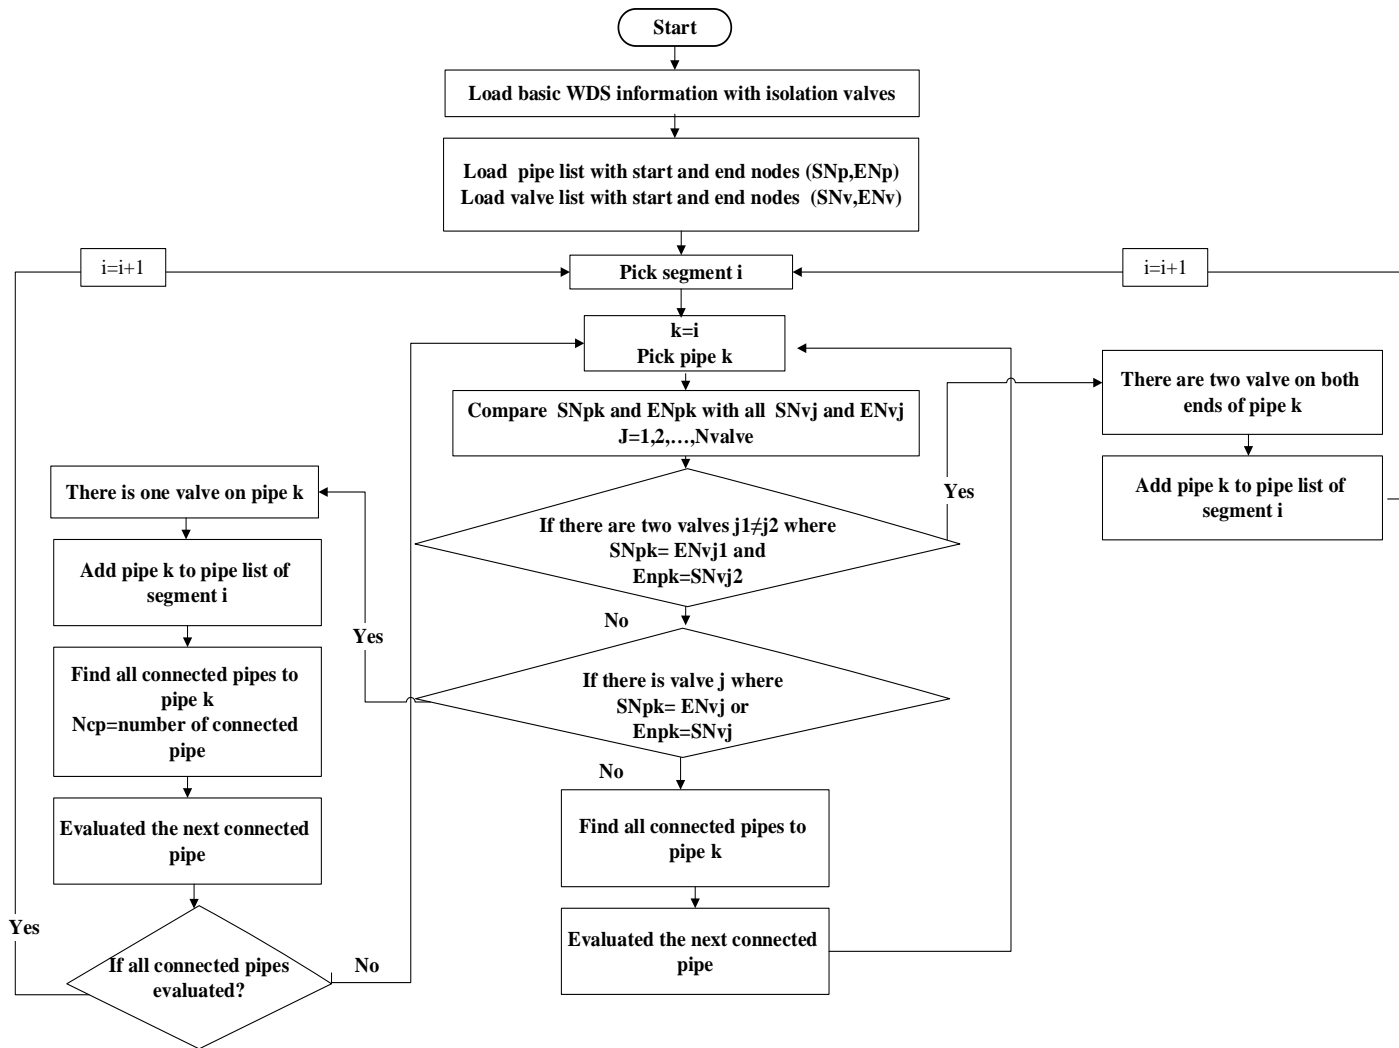 Start
Load basic WDS information with isolation valves
Load pipe list with start and end nodes (SNp,ENp)
Load valve list with start and end nodes (SNv,ENv)
i=i+1
Pick segment i
i=i+1
k=i
Pick pipe k
There are two valve on both
ends of pipe k
Compare SNpk and ENpk with all SNvj and ENvj
J=1,2,...,Nvalve
There is one valve on pipe k
Yes
Add pipe k to pipe list of
segment i
If there are two valves j1≠j2 where
SNpk= ENvj1 and
Enpk=SNvj2
Add pipe k to pipe list of
segment i
No
Yes
Find all connected pipes to
pipe k
Ncp=number of connected
pipe
If there is valve j where
SNpk= ENvj or
Enpk=SNvj
No
Evaluated the next connected
pipe
Find all connected pipes to
pipe k
Yes
Evaluated the next connected
pipe
If all connected pipes
evaluated?
No